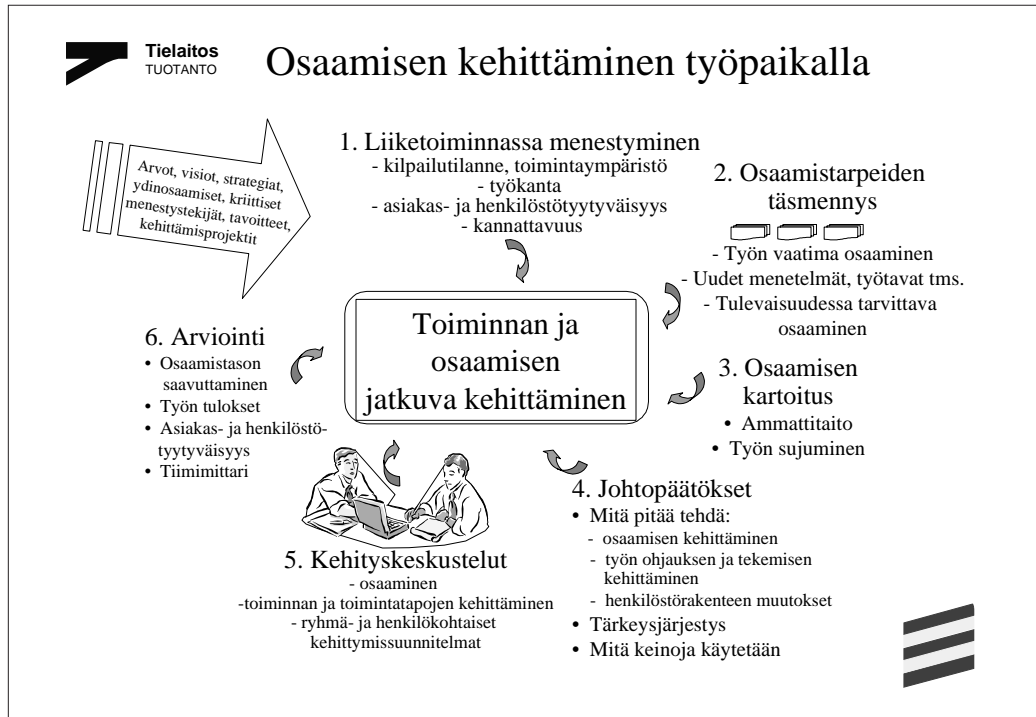 Tielaitos
TUOTANTO
Osaamisen kehittäminen työpaikalla
Arvot, visiot, strategiat,
ydinosaamiset, kriittiset
menestystekijät, tavoitteet,
kehittämisprojektit
1. Liiketoiminnassa menestyminen
- kilpailutilanne, toimintaympäristö
- työkanta
- asiakas- ja henkilöstötyytyväisyys
- kannattavuus
2. Osaamistarpeiden
täsmennys
- Työn vaatima osaaminen
- Uudet menetelmät, työtavat tms.
- Tulevaisuudessa tarvittava
osaaminen
Toiminnan ja
osaamisen
jatkuva kehittäminen
3. Osaamisen
kartoitus
• Ammattitaito
• Työn sujuminen
4. Johtopäätökset
• Mitä pitää tehdä:
- osaamisen kehittäminen
- työn ohjauksen ja tekemisen
kehittäminen
- henkilöstörakenteen muutokset
• Tärkeysjärjestys
• Mitä keinoja käytetään
5. Kehityskeskustelut
- osaaminen
-toiminnan ja toimintatapojen kehittäminen
- ryhmä- ja henkilökohtaiset
kehittymissuunnitelmat
6. Arviointi
• Osaamistason
saavuttaminen
• Työn tulokset
• Asiakas- ja henkilöstö-
tyytyväisyys
• Tiimimittari